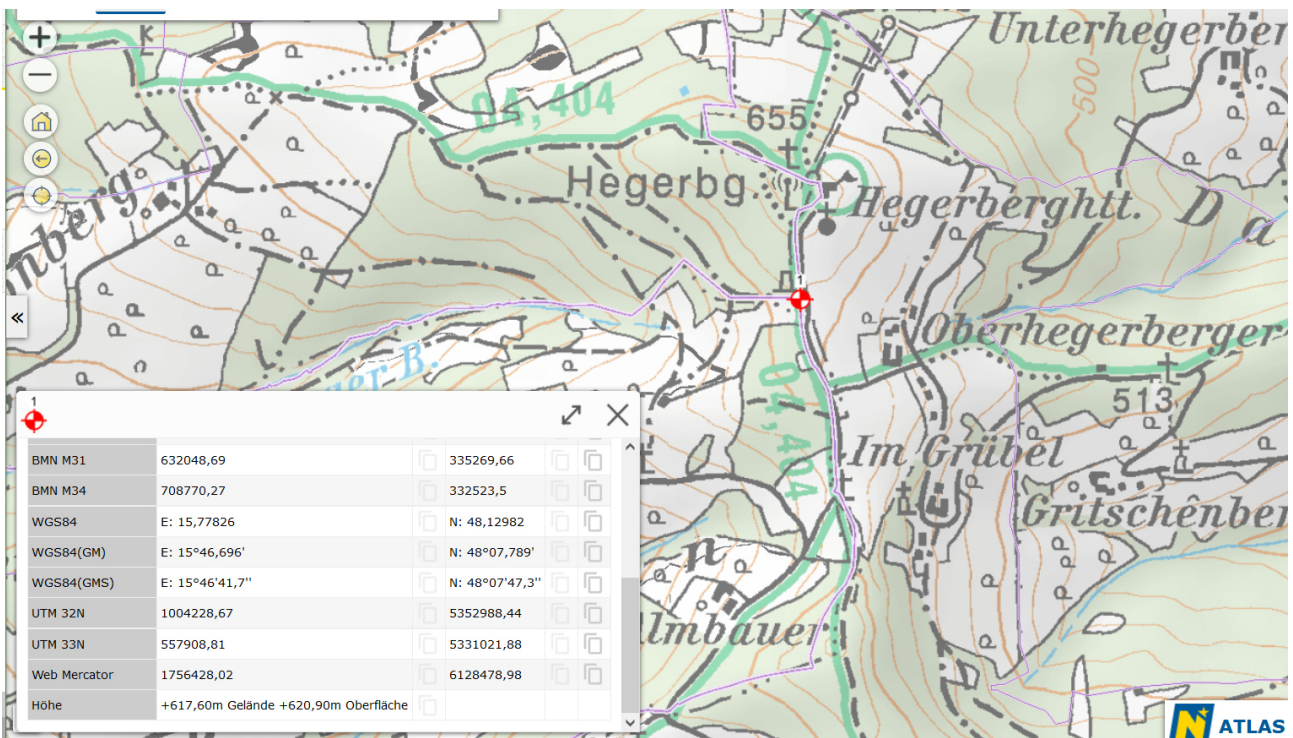 Unterhegerber
500
04,404
655
Hegerbg.
Hegerberghtt.
D a
nberg
1
Oberhegerberger
ger B.
513
04,404
Im Grübel
Gritschenber
n
lmbauer
1
BMN M31 632048,69 335269,66
BMN M34 708770,27 332523,5
WGS84 E: 15,77826 N: 48,12982
WGS84(GM) E: 15°46,696' N: 48°07,789'
WGS84(GMS) E: 15°46'41,7'' N: 48°07'47,3''
UTM 32N 1004228,67 5352988,44
UTM 33N 557908,81 5331021,88
Web Mercator 1756428,02 6128478,98
Höhe +617,60m Gelände +620,90m Oberfläche
N ATLAS